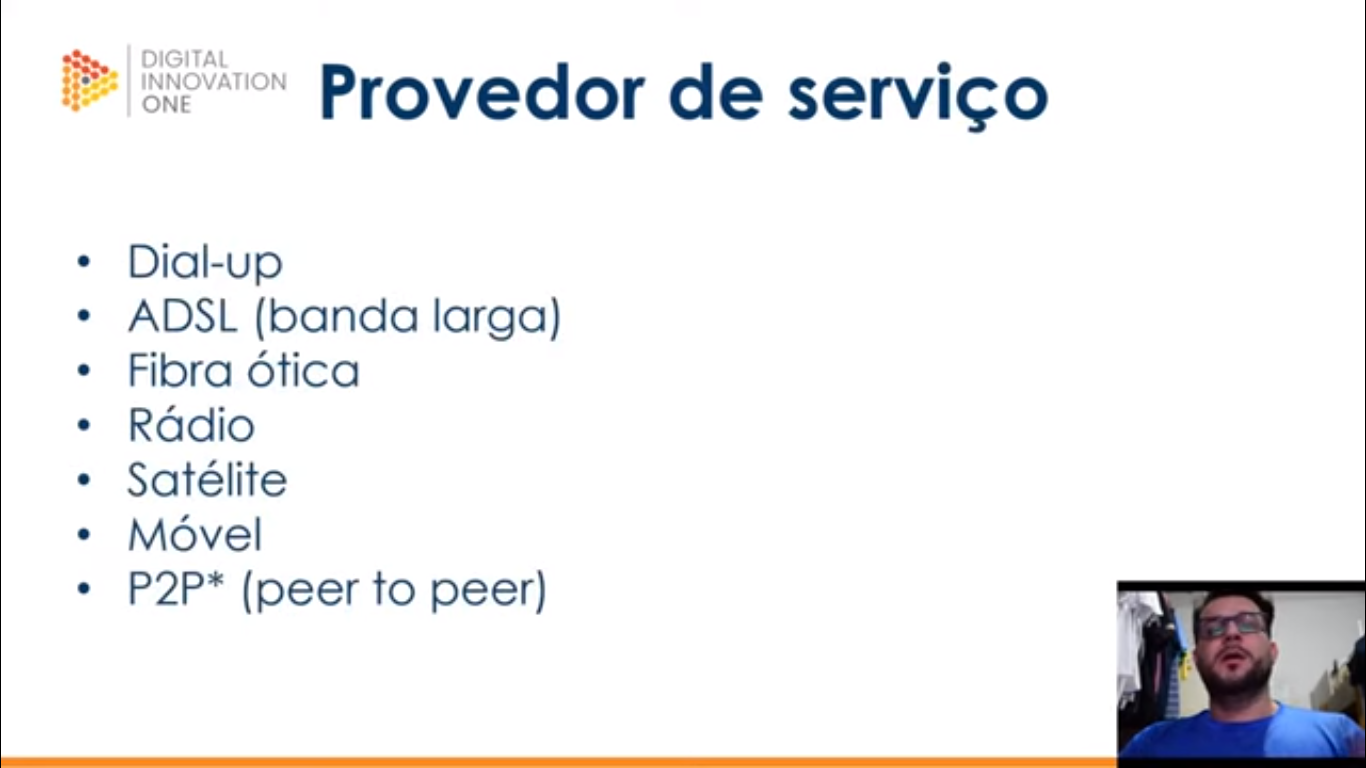 DIGITAL
INNOVATION
ONE
Provedor de serviço
• Dial-up
• ADSL (banda larga)
• Fibra ótica
• Rádio
• Satélite
• Móvel
• P2P* (peer to peer)